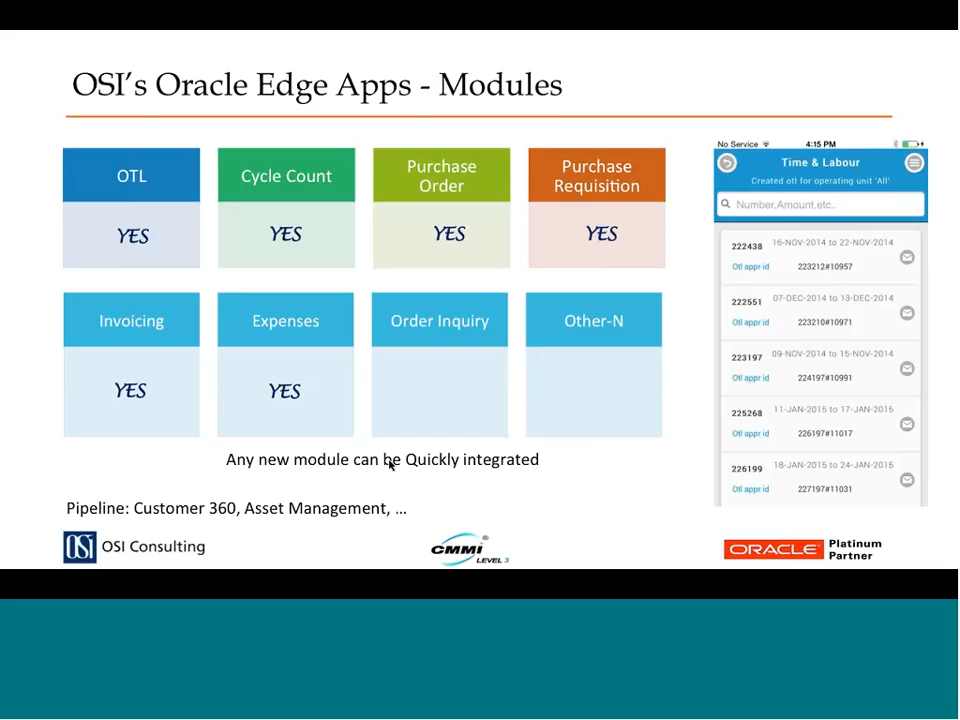 OSI's Oracle Edge Apps - Modules
OTL
YES
Cycle Count
YES
Purchase
Order
YES
Purchase
Requisition
YES
Invoicing
YES
Expenses
YES
Order Inquiry
Other-N
Any new module can be Quickly integrated
Pipeline: Customer 360, Asset Management, ...
No Service 4:15 PM
Time & Labour
Created otl for operating unit 'All'
Number,Amount,etc..
222438 16-NOV-2014 to 22-NOV-2014
Otl appr id 223212#10957
222551 07-DEC-2014 to 13-DEC-2014
Otl appr id 223210#10971
223197 09-NOV-2014 to 15-NOV-2014
Otl appr id 224197#10991
225268 11-JAN-2015 to 17-JAN-2015
Otl appr id 226197#11017
226199 18-JAN-2015 to 24-JAN-2015
Otl appr id 227197#11031
OSI OSI Consulting
CMMI® LEVEL 3
ORACLE® Platinum
Partner